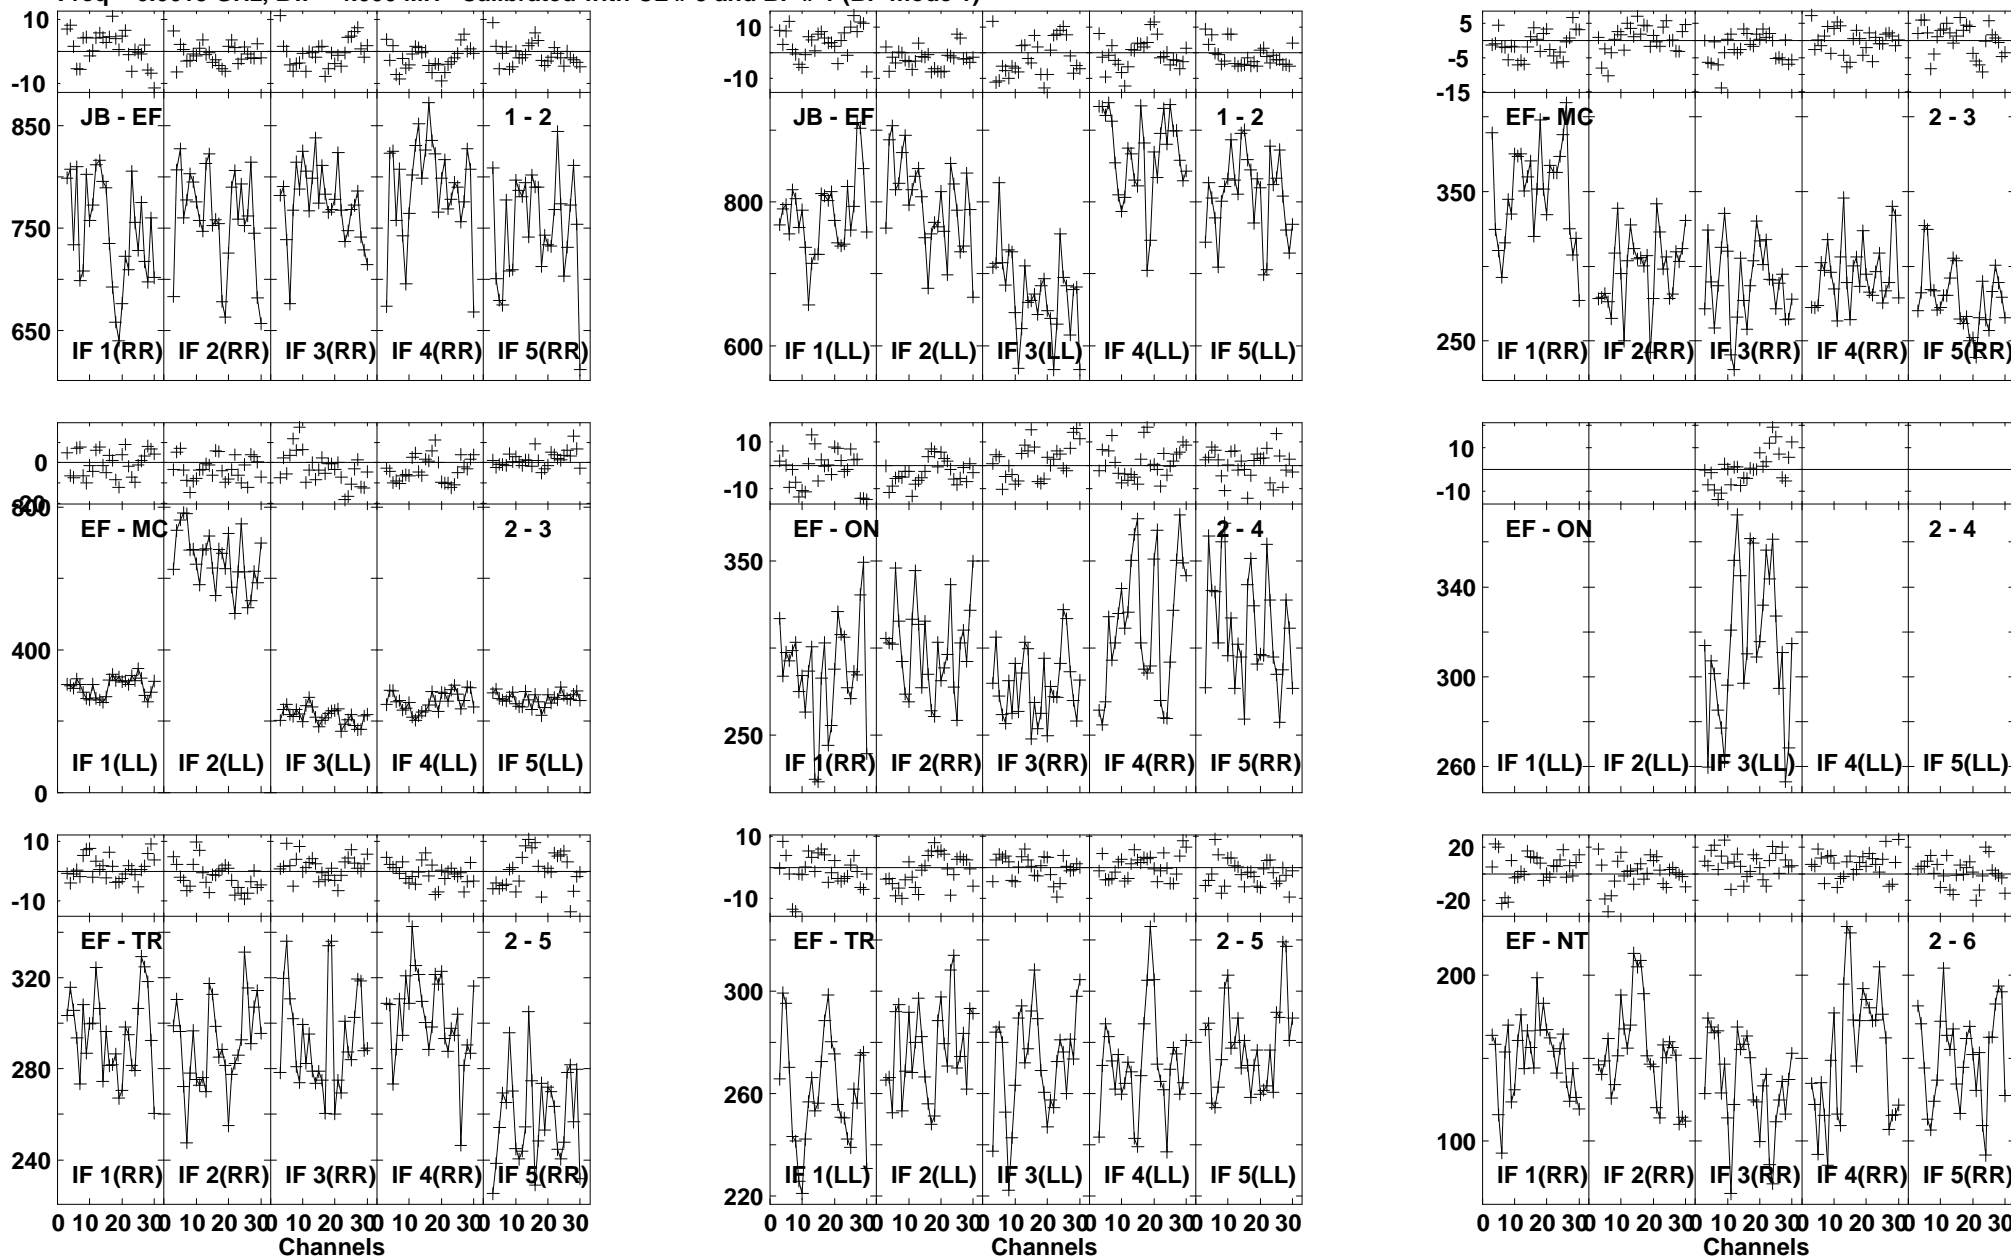 10 10 5
-10 -10 -5
-15
JB - EF 1 - 2 JB - EF 1 - 2 EF - MC 2 - 3
850
750 800 350
650 600 250
IF 1(RR) IF 2(RR) IF 3(RR) IF 4(RR) IF 5(RR) IF 1(LL) IF 2(LL) IF 3(LL) IF 4(LL) IF 5(LL) IF 1(RR) IF 2(RR) IF 3(RR) IF 4(RR) IF 5(RR)
0 10 10
-20 -10 -10
800
EF - MC 2 - 3 EF - ON 2 - 4 EF - ON 2 - 4
350 340
400 300
250 260
IF 1(LL) IF 2(LL) IF 3(LL) IF 4(LL) IF 5(LL) IF 1(RR) IF 2(RR) IF 3(RR) IF 4(RR) IF 5(RR) IF 1(LL) IF 2(LL) IF 3(LL) IF 4(LL) IF 5(LL)
0
10 10 20
-10 -10 -20
EF - TR 2 - 5 EF - TR 2 - 5 EF - NT 2 - 6
320 300 200
280 260
240 220 100
IF 1(RR) IF 2(RR) IF 3(RR) IF 4(RR) IF 5(RR) IF 1(LL) IF 2(LL) IF 3(LL) IF 4(LL) IF 5(LL) IF 1(RR) IF 2(RR) IF 3(RR) IF 4(RR) IF 5(RR)
0 10 20 30 0 10 20 30 0 10 20 30 0 10 20 30 0 10 20 30 0 10 20 30 0 10 20 30 0 10 20 30 0 10 20 30 0 10 20 30 10 20 30 0 10 20 30 0 10 20 30 0 10 20 30 0 10 20 30
Channels Channels Channels